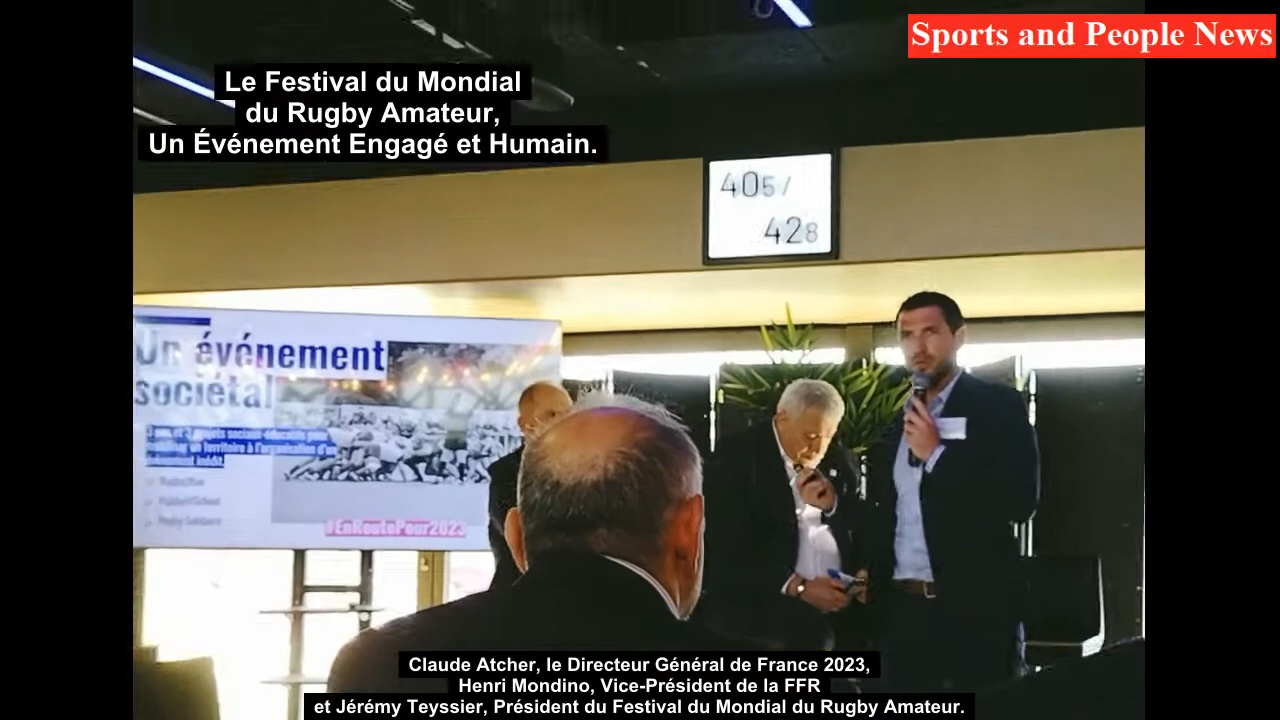 Sports and People News
Le Festival du Mondial
du Rugby Amateur,
Un Événement Engagé et Humain.
405/
428
Un événement
sociétal
#EnRoutePour2023
Claude Atcher, le Directeur Général de France 2023,
Henri Mondino, Vice-Président de la FFR
et Jérémy Teyssier, Président du Festival du Mondial du Rugby Amateur.